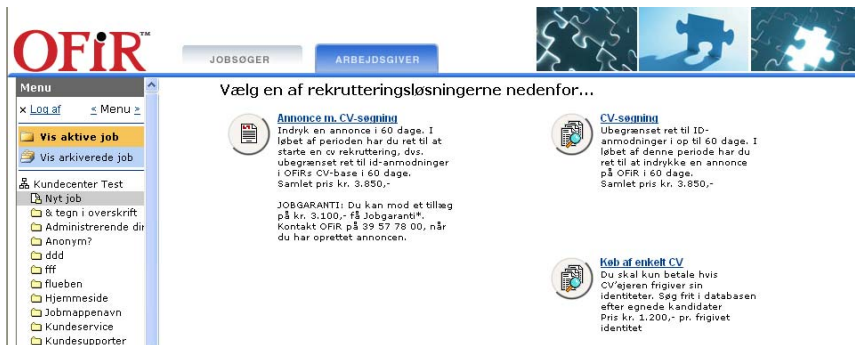 OFiR™
JOBSØGER
ARBEJDSGIVER
Menu
x Log af
< Menu >
Vis aktive job
Vis arkiverede job
Kundecenter Test
Nyt job
& tegn i overskrift
Administrerende dir
Anonym?
ddd
fff
flueben
Hjemmeside
Jobmappenavn
Kundeservice
Kundesupporter
Vælg en af rekrutteringsløsningerne nedenfor...
Annonce m. CV-søgning
Indryk en annonce i 60 dage. I
løbet af perioden har du ret til at
starte en cv rekruttering, dvs.
ubegrænset ret til id-anmodninger
i OFiRs CV-base i 60 dage.
Samlet pris kr. 3.850,-
JOBGARANTI: Du kan mod et tillæg
på kr. 3.100,- få Jobgaranti*.
Kontakt OFiR på 39 57 78 00, når
du har oprettet annoncen.
CV-søgning
Ubegrænset ret til ID-
anmodninger i op til 60 dage. I
løbet af denne periode har du
ret til at indrykke en annonce
på OFiR i 60 dage.
Samlet pris kr. 3.850,-
Køb af enkelt CV
Du skal kun betale hvis
CV'ejeren frigiver sin
identiteter. Søg frit i databasen
efter egnede kandidater
Pris kr. 1.200,- pr. frigivet
identitet